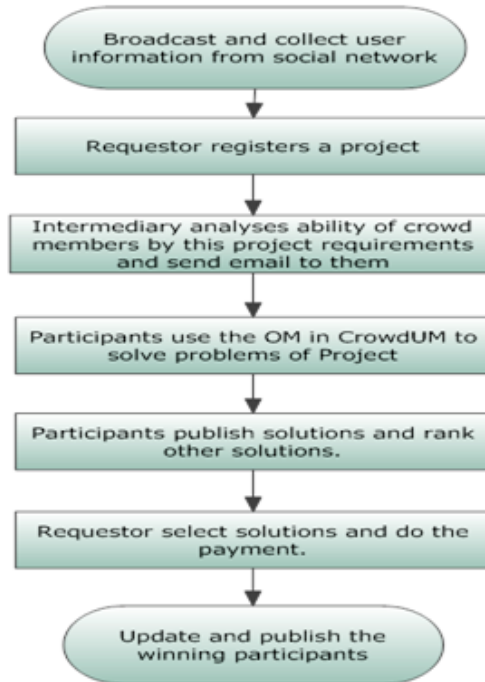 Broadcast and collect user
information from social network
Requestor registers a project
Intermediary analyses ability of crowd
members by this project requirements
and send email to them
Participants use the OM in CrowdUM to
solve problems of Project
Participants publish solutions and rank
other solutions.
Requestor select solutions and do the
payment.
Update and publish the
winning participants